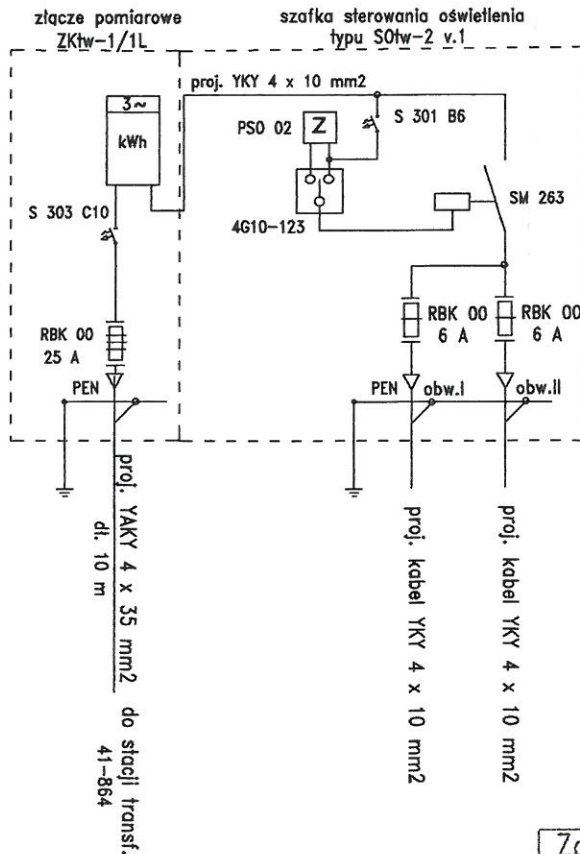 złącze pomiarowe
ZKtw-1/1L
szafka sterowania oświetlenia
typu SOtw-2 v.1
proj. YKY 4 x 10 mm2
3~
kWh
PSO 02
Z
S 301 B6
S 303 C10
4G10-123
SM 263
RBK 00
25 A
RBK 00
6 A
RBK 00
6 A
PEN
PEN
obw.I
obw.II
proj. YAKY 4 x 35 mm2 do stacji transf.
dł. 10 m
41-864
proj. kabel YKY 4 x 10 mm2
proj. kabel YKY 4 x 10 mm2